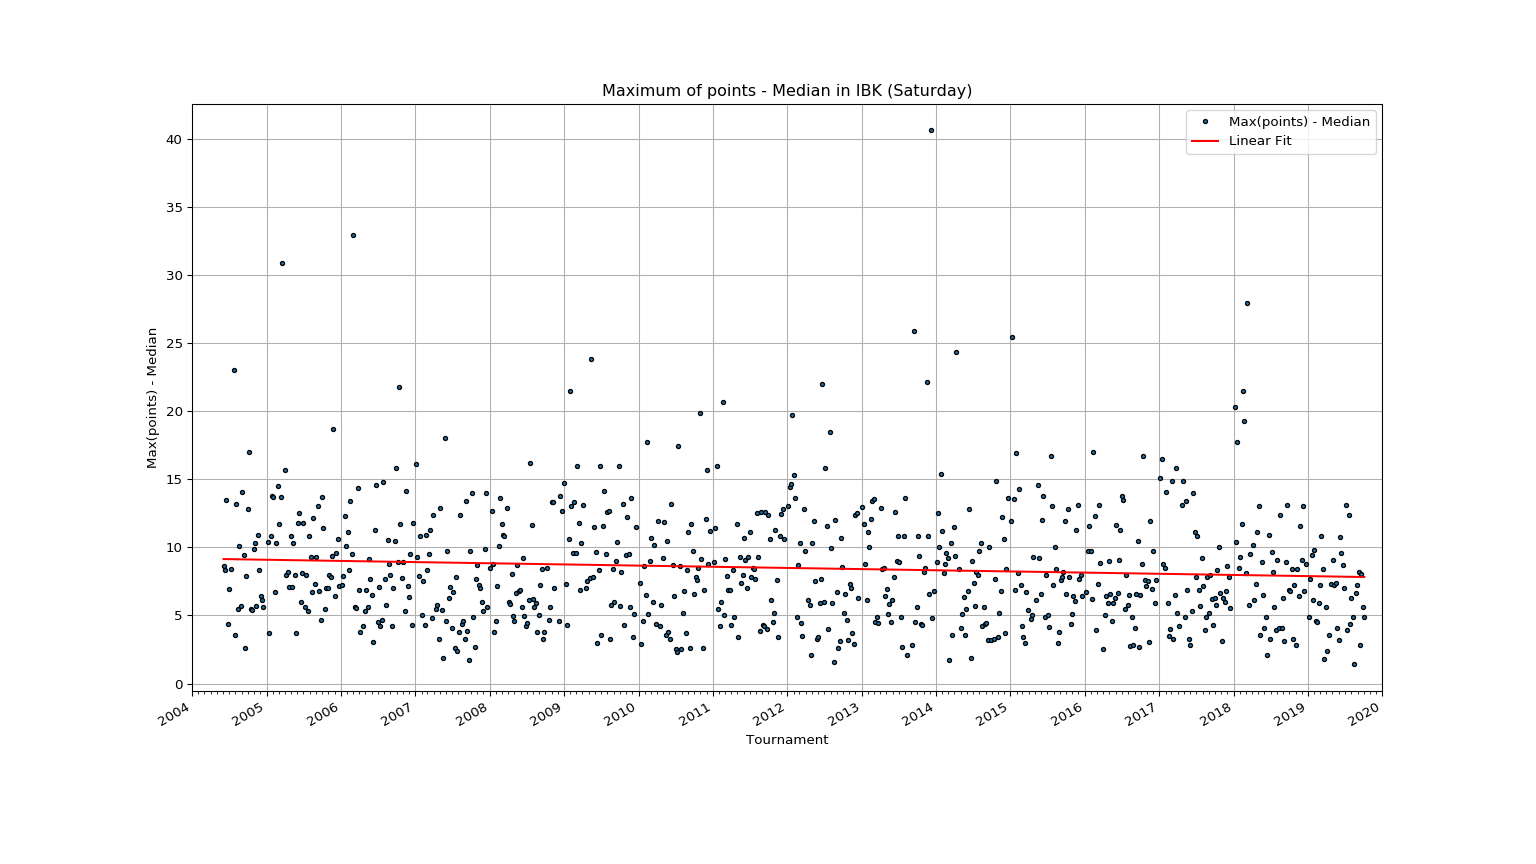 Maximum of points - Median in IBK (Saturday)
Max(points) - Median
Linear Fit
40
35
30
25
20
15
10
5
0
Max(points) - Median
2004 2005 2006 2007 2008 2009 2010 2011 2012 2013 2014 2015 2016 2017 2018 2019 2020
Tournament